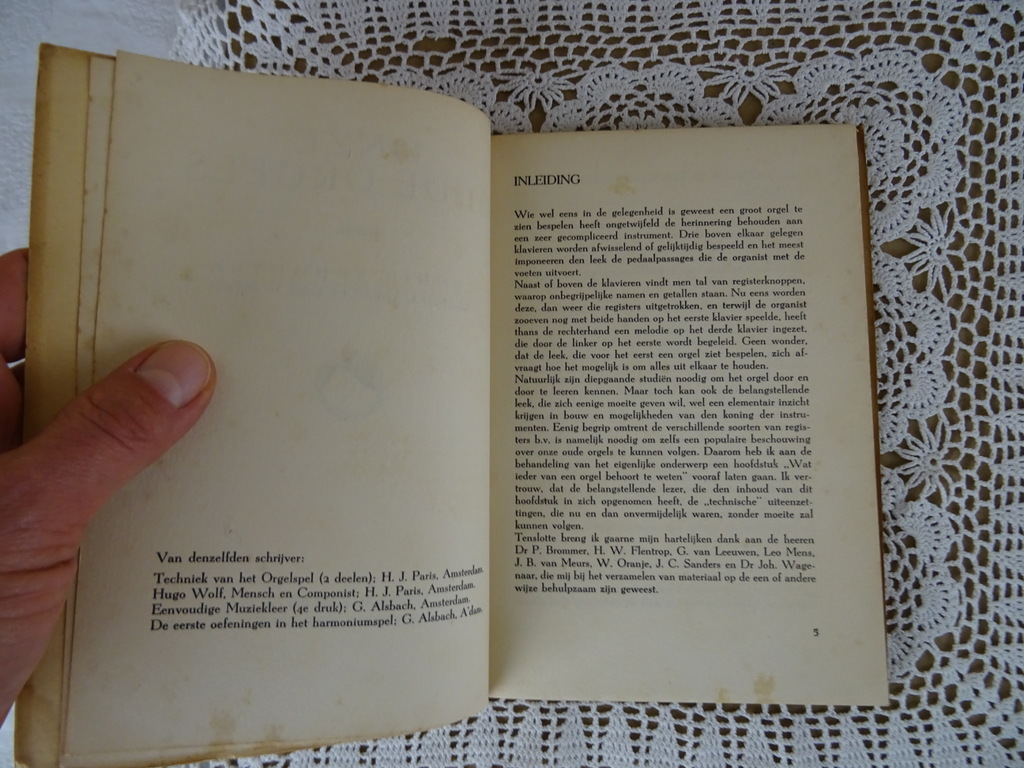 Van denzelfden schrijver:
Techniek van het Orgelspel (2 deelen); H. J. Paris, Amsterdam.
Hugo Wolf, Mensch en Componist; H. J. Paris, Amsterdam.
Eenvoudige Muziekleer (4e druk); G. Alsbach, Amsterdam.
De eerste oefeningen in het harmoniumspel; G. Alsbach, A'dam.
INLEIDING
Wie wel eens in de gelegenheid is geweest een groot orgel te
zien bespelen heeft ongetwijfeld de herinnering behouden aan
een zeer gecompliceerd instrument. Drie boven elkaar gelegen
klavieren worden afwisselend of gelijktijdig bespeeld en het meest
imponeeren den leek de pedaalpassages die de organist met de
voeten uitvoert.
Naast of boven de klavieren vindt men tal van registerknoppen,
waarop onbegrijpelijke namen en getallen staan. Nu eens worden
deze, dan weer die registers uitgetrokken, en terwijl de organist
zooeven nog met beide handen op het eerste klavier speelde, heeft
thans de rechterhand een melodie op het derde klavier ingezet,
die door de linker op het eerste wordt begeleid. Geen wonder,
dat de leek, die voor het eerst een orgel ziet bespelen, zich af-
vraagt hoe het mogelijk is om alles uit elkaar te houden.
Natuurlijk zijn diepgaande studiën noodig om het orgel door en
door te leeren kennen. Maar toch kan ook de belangstellende
leek, die zich eenige moeite geven wil, wel een elementair inzicht
krijgen in bouw en mogelijkheden van den koning der instru-
menten. Eenig begrip omtrent de verschillende soorten van regis-
ters b.v. is namelijk noodig om zelfs een populaire beschouwing
over onze oude orgels te kunnen volgen. Daarom heb ik aan de
behandeling van het eigenlijke onderwerp een hoofdstuk „Wat
ieder van een orgel behoort te weten" vooraf laten gaan. Ik ver-
trouw, dat de belangstellende lezer, die den inhoud van dit
hoofdstuk in zich opgenomen heeft, de „technische" uiteenzet-
tingen, die nu en dan onvermijdelijk waren, zonder moeite zal
kunnen volgen.
Tenslotte breng ik gaarne mijn hartelijken dank aan de heeren
Dr P. Brommer, H. W. Flentrop, G. van Leeuwen, Leo Mens,
J. B. van Meurs, W. Oranje, J. C. Sanders en Dr Joh. Wage-
naar, die mij bij het verzamelen van materiaal op de een of andere
wijze behulpzaam zijn geweest.
5